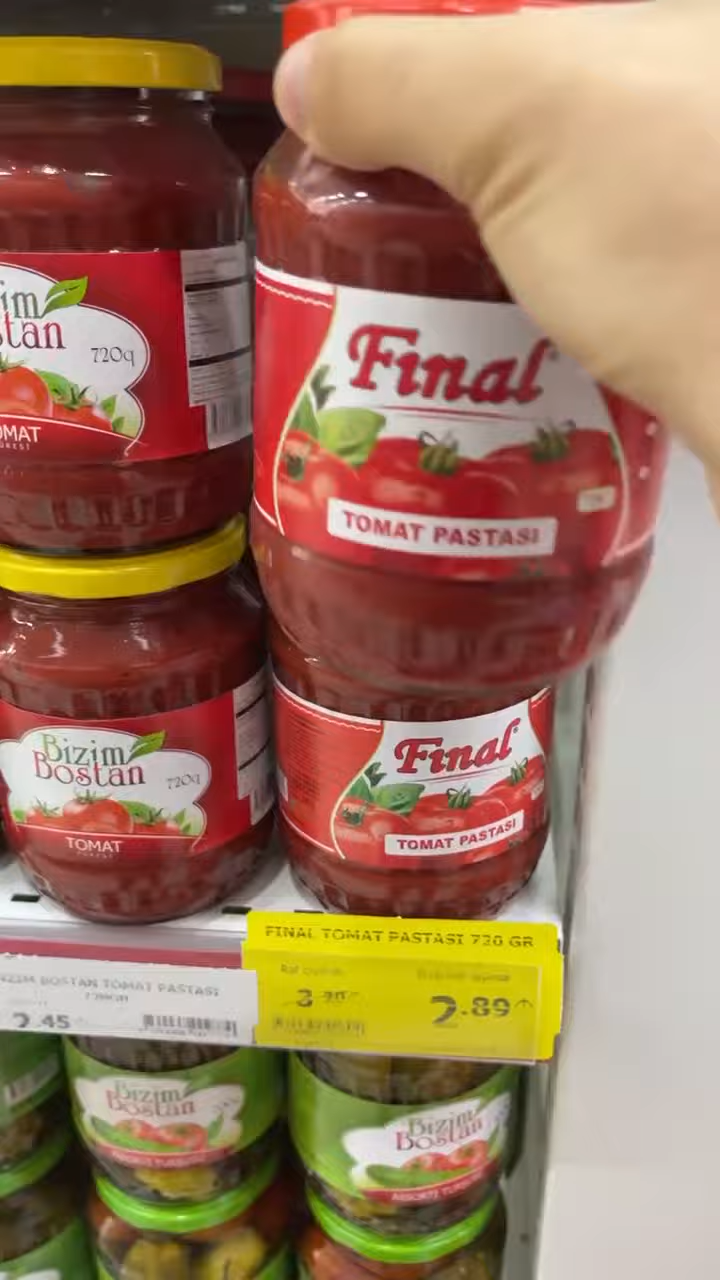 Bizim
Bostan
720g
TOMAT
Final
TOMAT PASTASI
Bizim
Bostan
720g
TOMAT
Final
TOMAT PASTASI
FINAL TOMAT PASTASI 720 GR
2.89
BOSTAN TOMAT PASTASI
2.45
Bizim
Bostan
Bizim
Bostan